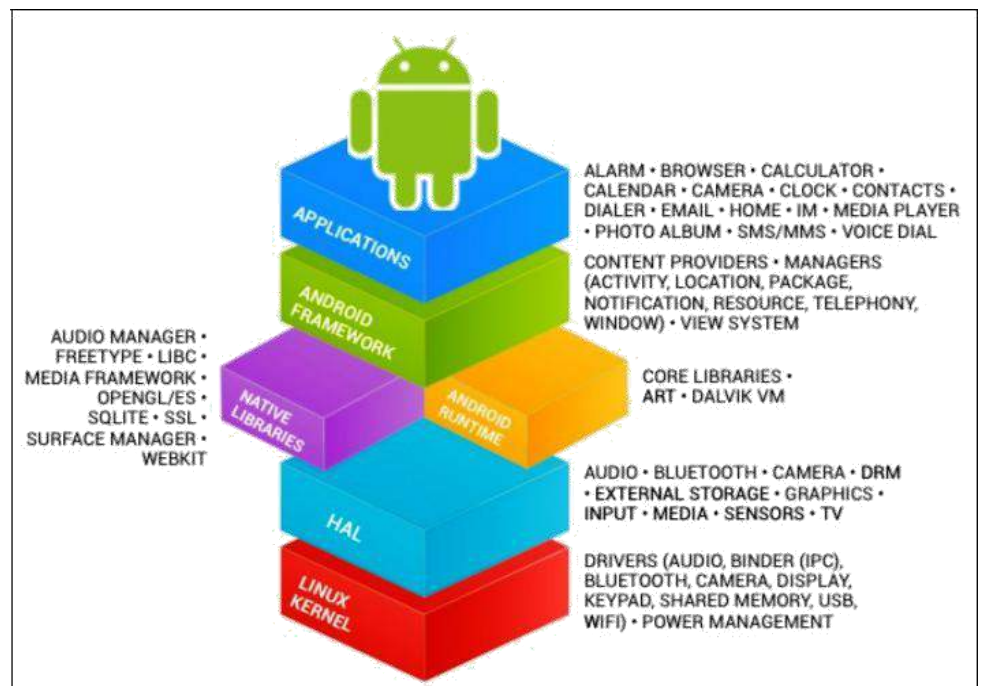 ALARM • BROWSER • CALCULATOR •
CALENDAR • CAMERA • CLOCK • CONTACTS •
DIALER • EMAIL • HOME • IM • MEDIA PLAYER
• PHOTO ALBUM • SMS/MMS • VOICE DIAL
APPLICATIONS
CONTENT PROVIDERS • MANAGERS
(ACTIVITY, LOCATION, PACKAGE,
NOTIFICATION, RESOURCE, TELEPHONY,
WINDOW) • VIEW SYSTEM
ANDROID
FRAMEWORK
AUDIO MANAGER •
FREETYPE • LIBC •
MEDIA FRAMEWORK •
OPENGL/ES •
SQLITE • SSL •
SURFACE MANAGER •
WEBKIT
NATIVE
LIBRARIES
ANDROID
RUNTIME
CORE LIBRARIES •
ART • DALVIK VM
HAL
AUDIO • BLUETOOTH • CAMERA • DRM
• EXTERNAL STORAGE • GRAPHICS •
INPUT • MEDIA • SENSORS • TV
LINUX
KERNEL
DRIVERS (AUDIO, BINDER (IPC),
BLUETOOTH, CAMERA, DISPLAY,
KEYPAD, SHARED MEMORY, USB,
WIFI) • POWER MANAGEMENT